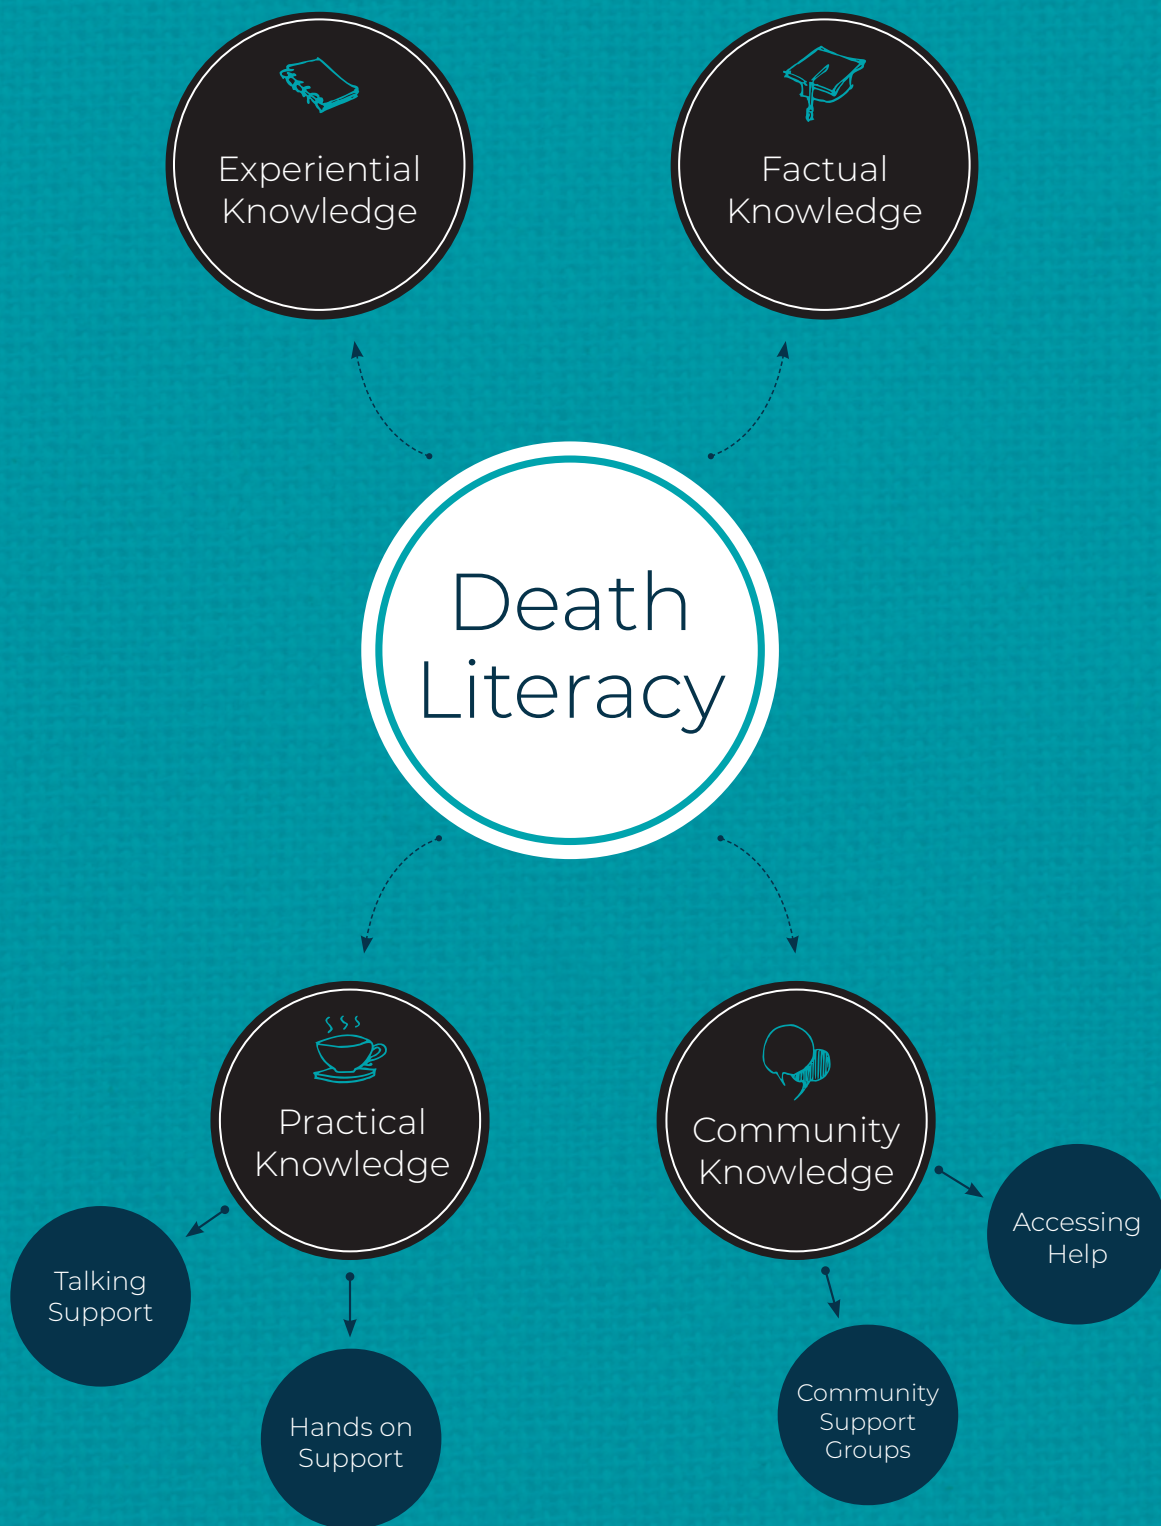 Experiential
Knowledge
Factual
Knowledge
Death
Literacy
Practical
Knowledge
Community
Knowledge
Talking
Support
Hands on
Support
Community
Support
Groups
Accessing
Help